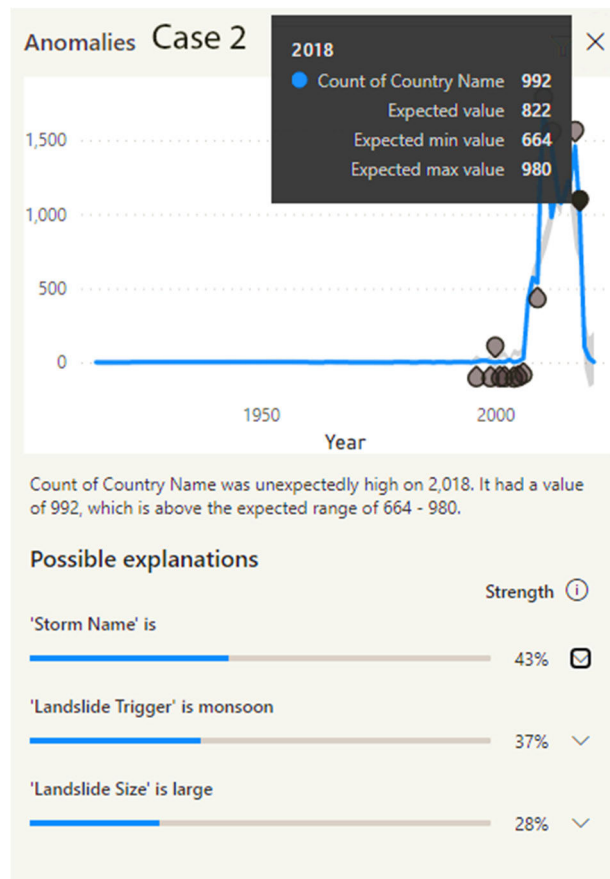 Anomalies Case 2
2018
Count of Country Name 992
Expected value 822
Expected min value 664
Expected max value 980
1,500
1,000
500
0
1950 2000
Year
Count of Country Name was unexpectedly high on 2,018. It had a value
of 992, which is above the expected range of 664 - 980.
Possible explanations
Strength
'Storm Name' is
43%
'Landslide Trigger' is monsoon
37%
'Landslide Size' is large
28%